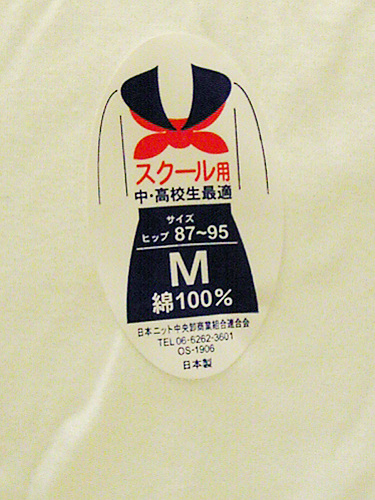 スクール用
中・高校生最適
サイズ
ヒップ 87~95
M
綿100%
日本ニット中央卸商業組合連合会
TEL 06-6262-3601
OS-1906
日本製